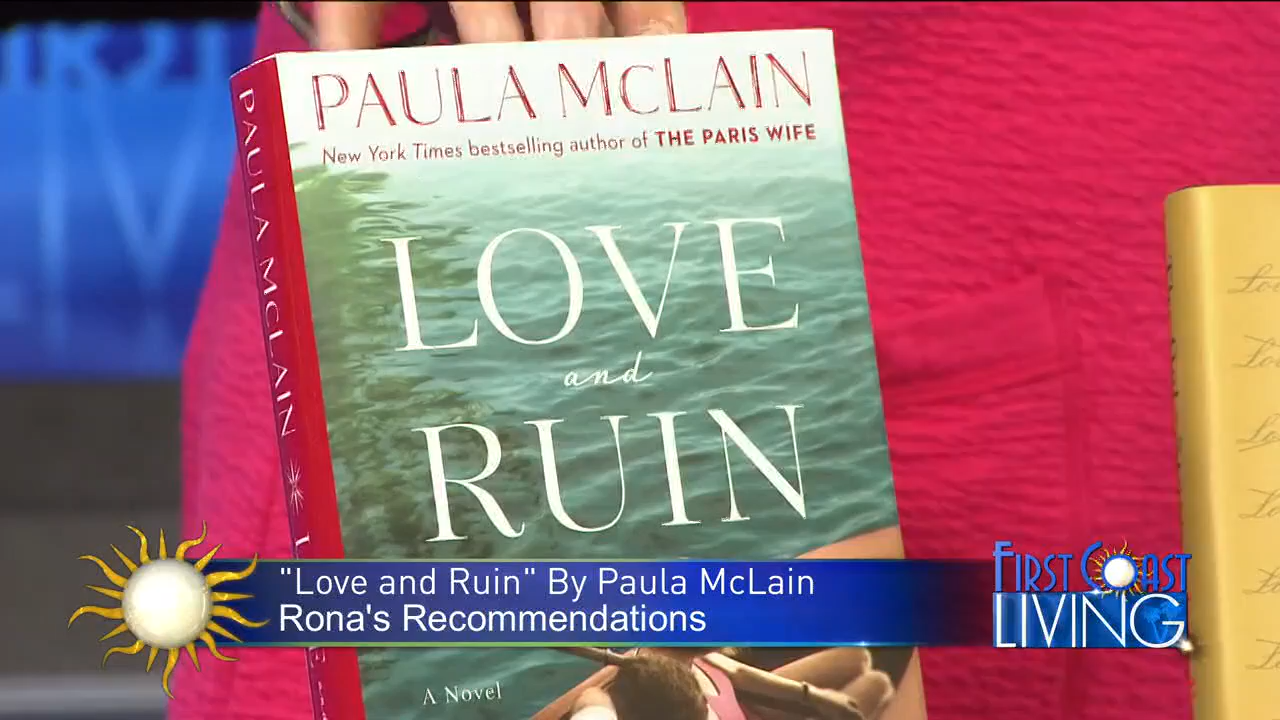 PAULA MCLAIN
New York Times bestselling author of THE PARIS WIFE
LOVE
and
RUIN
A Novel
PAULA MCLAIN
"Love and Ruin" By Paula McLain
Rona's Recommendations
FIRST COAST
LIVING